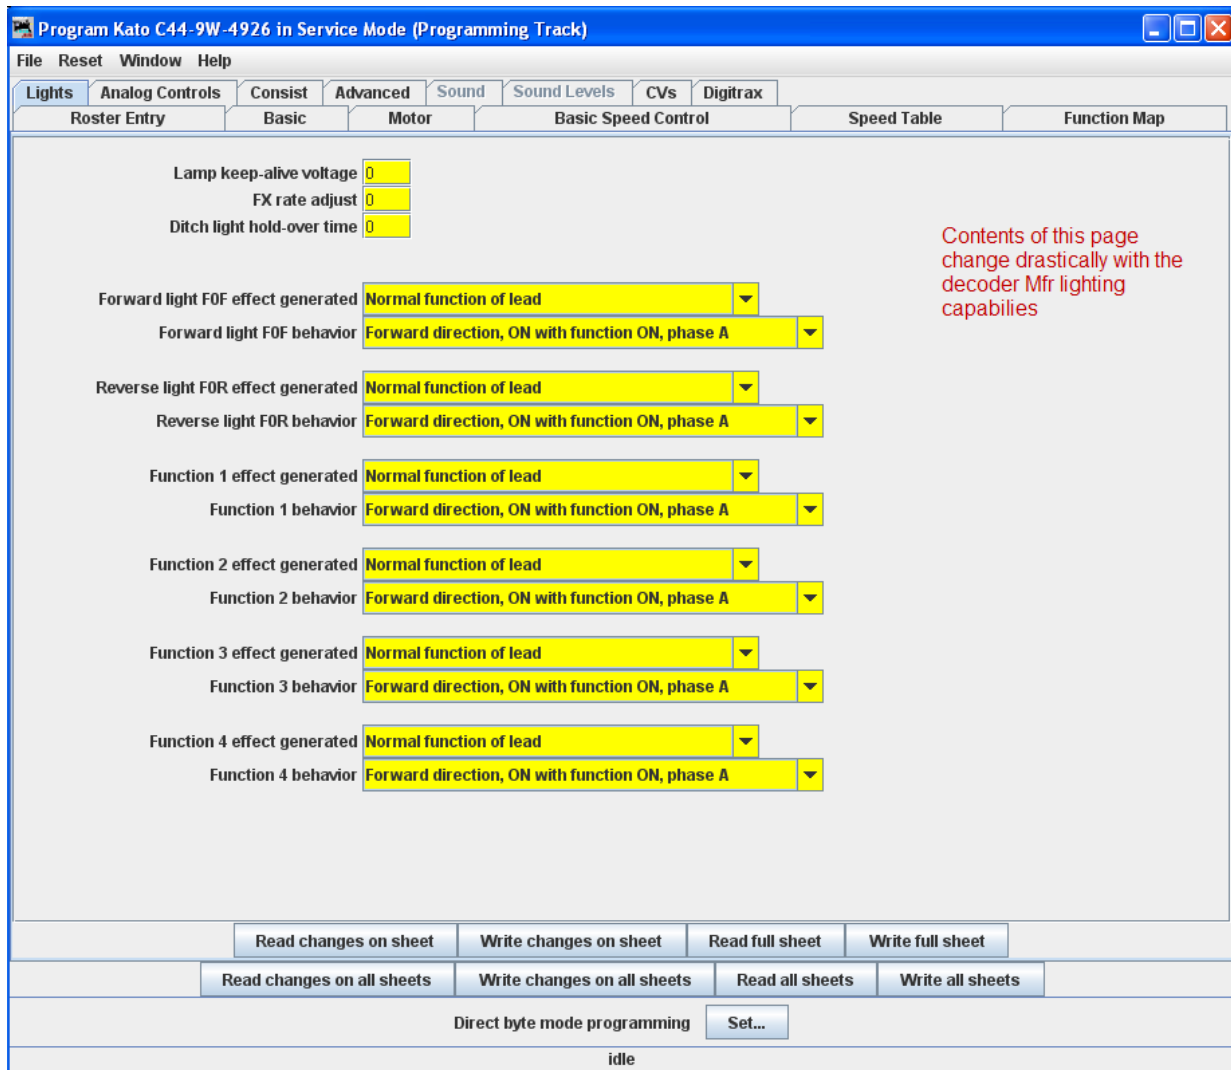 Program Kato C44-9W-4926 in Service Mode (Programming Track)
File Reset Window Help
Lights Analog Controls Consist Advanced Sound Sound Levels CVs Digitrax
Roster Entry Basic Motor Basic Speed Control Speed Table Function Map
Lamp keep-alive voltage 0
FX rate adjust 0
Ditch light hold-over time 0
Contents of this page
change drastically with the
decoder Mfr lighting
capabilies
Forward light F0F effect generated Normal function of lead
Forward light F0F behavior Forward direction, ON with function ON, phase A
Reverse light F0R effect generated Normal function of lead
Reverse light F0R behavior Forward direction, ON with function ON, phase A
Function 1 effect generated Normal function of lead
Function 1 behavior Forward direction, ON with function ON, phase A
Function 2 effect generated Normal function of lead
Function 2 behavior Forward direction, ON with function ON, phase A
Function 3 effect generated Normal function of lead
Function 3 behavior Forward direction, ON with function ON, phase A
Function 4 effect generated Normal function of lead
Function 4 behavior Forward direction, ON with function ON, phase A
Read changes on sheet Write changes on sheet Read full sheet Write full sheet
Read changes on all sheets Write changes on all sheets Read all sheets Write all sheets
Direct byte mode programming Set...
idle